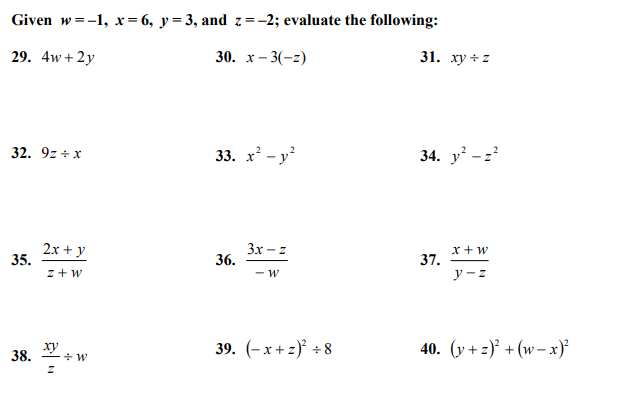 Given w = –1, x = 6, y = 3, and z = –2; evaluate the following:
29. 4w + 2y 30. x – 3(–z) 31. xy ÷ z
32. 9z ÷ x 33. x² – y² 34. y² – z²
35. (2x + y)/(z + w) 36. (3x – z)/(– w) 37. (x + w)/(y – z)
38. xy/z ÷ w 39. (– x + z)² ÷ 8 40. (y + z)² + (w – x)²